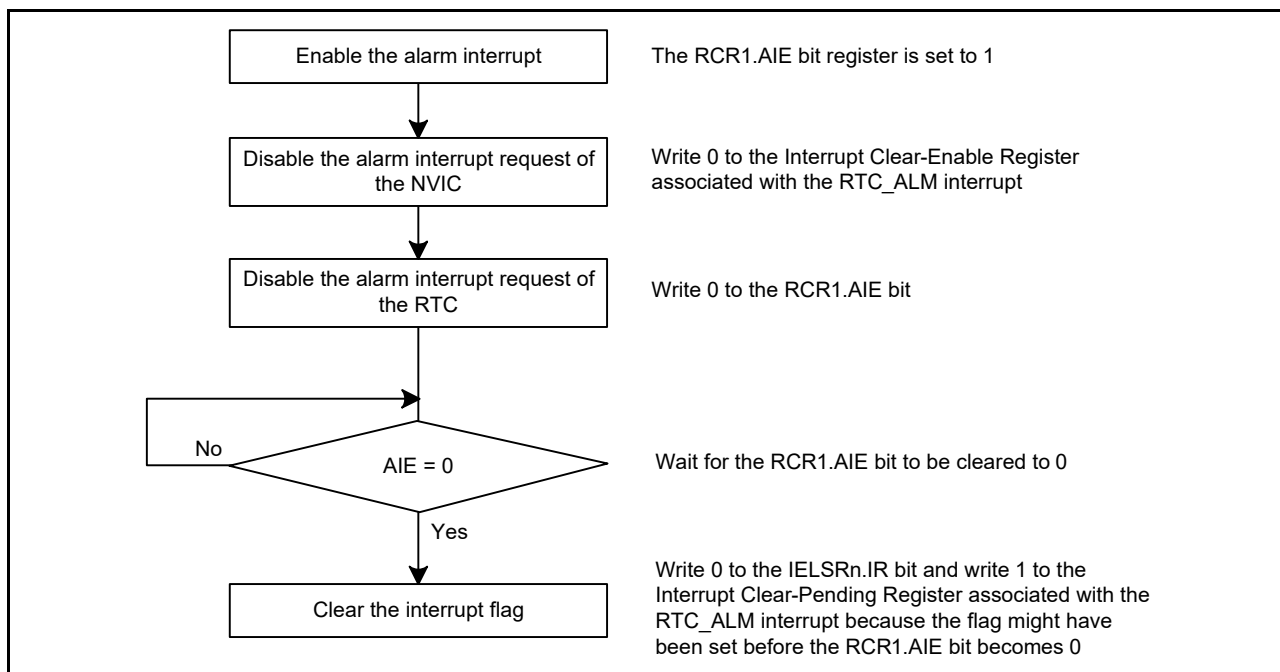 Enable the alarm interrupt
The RCR1.AIE bit register is set to 1
Disable the alarm interrupt request of
the NVIC
Write 0 to the Interrupt Clear-Enable Register
associated with the RTC_ALM interrupt
Disable the alarm interrupt request of
the RTC
Write 0 to the RCR1.AIE bit
No
AIE = 0
Wait for the RCR1.AIE bit to be cleared to 0
Yes
Clear the interrupt flag
Write 0 to the IELSRn.IR bit and write 1 to the
Interrupt Clear-Pending Register associated with the
RTC_ALM interrupt because the flag might have
been set before the RCR1.AIE bit becomes 0